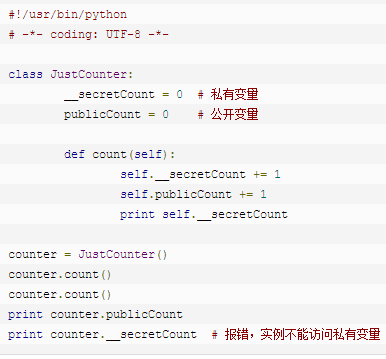 #!/usr/bin/python
# -*- coding: UTF-8 -*-
class JustCounter:
__secretCount = 0  # 私有变量
publicCount = 0    # 公开变量
def count(self):
self.__secretCount += 1
self.publicCount += 1
print self.__secretCount
counter = JustCounter()
counter.count()
counter.count()
print counter.publicCount
print counter.__secretCount  # 报错，实例不能访问私有变量